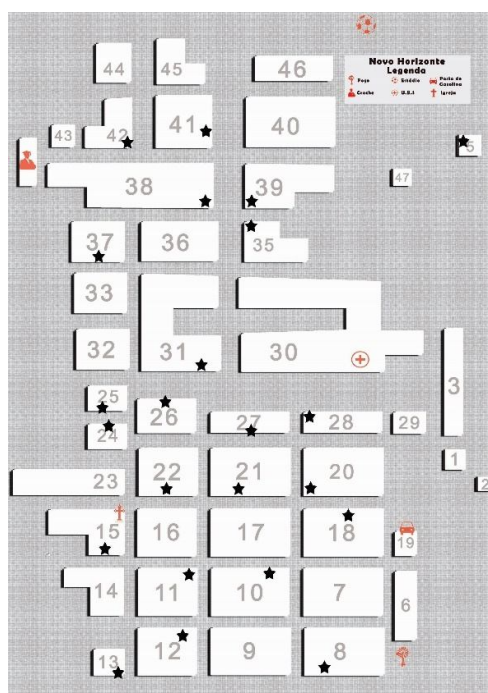 44 45 46
Novo Horizonte
Legenda
Poço Estádio Posto de
Gasolina
Creche U.B.S Igreja
43 42 41 40
5
38 39 47
37 36 35
33
32 31 30
3
25
26 27 28 29
24
1
23 22 21 20
2
15 16 17 18 19
14 11 10 7 6
13 12 9 8